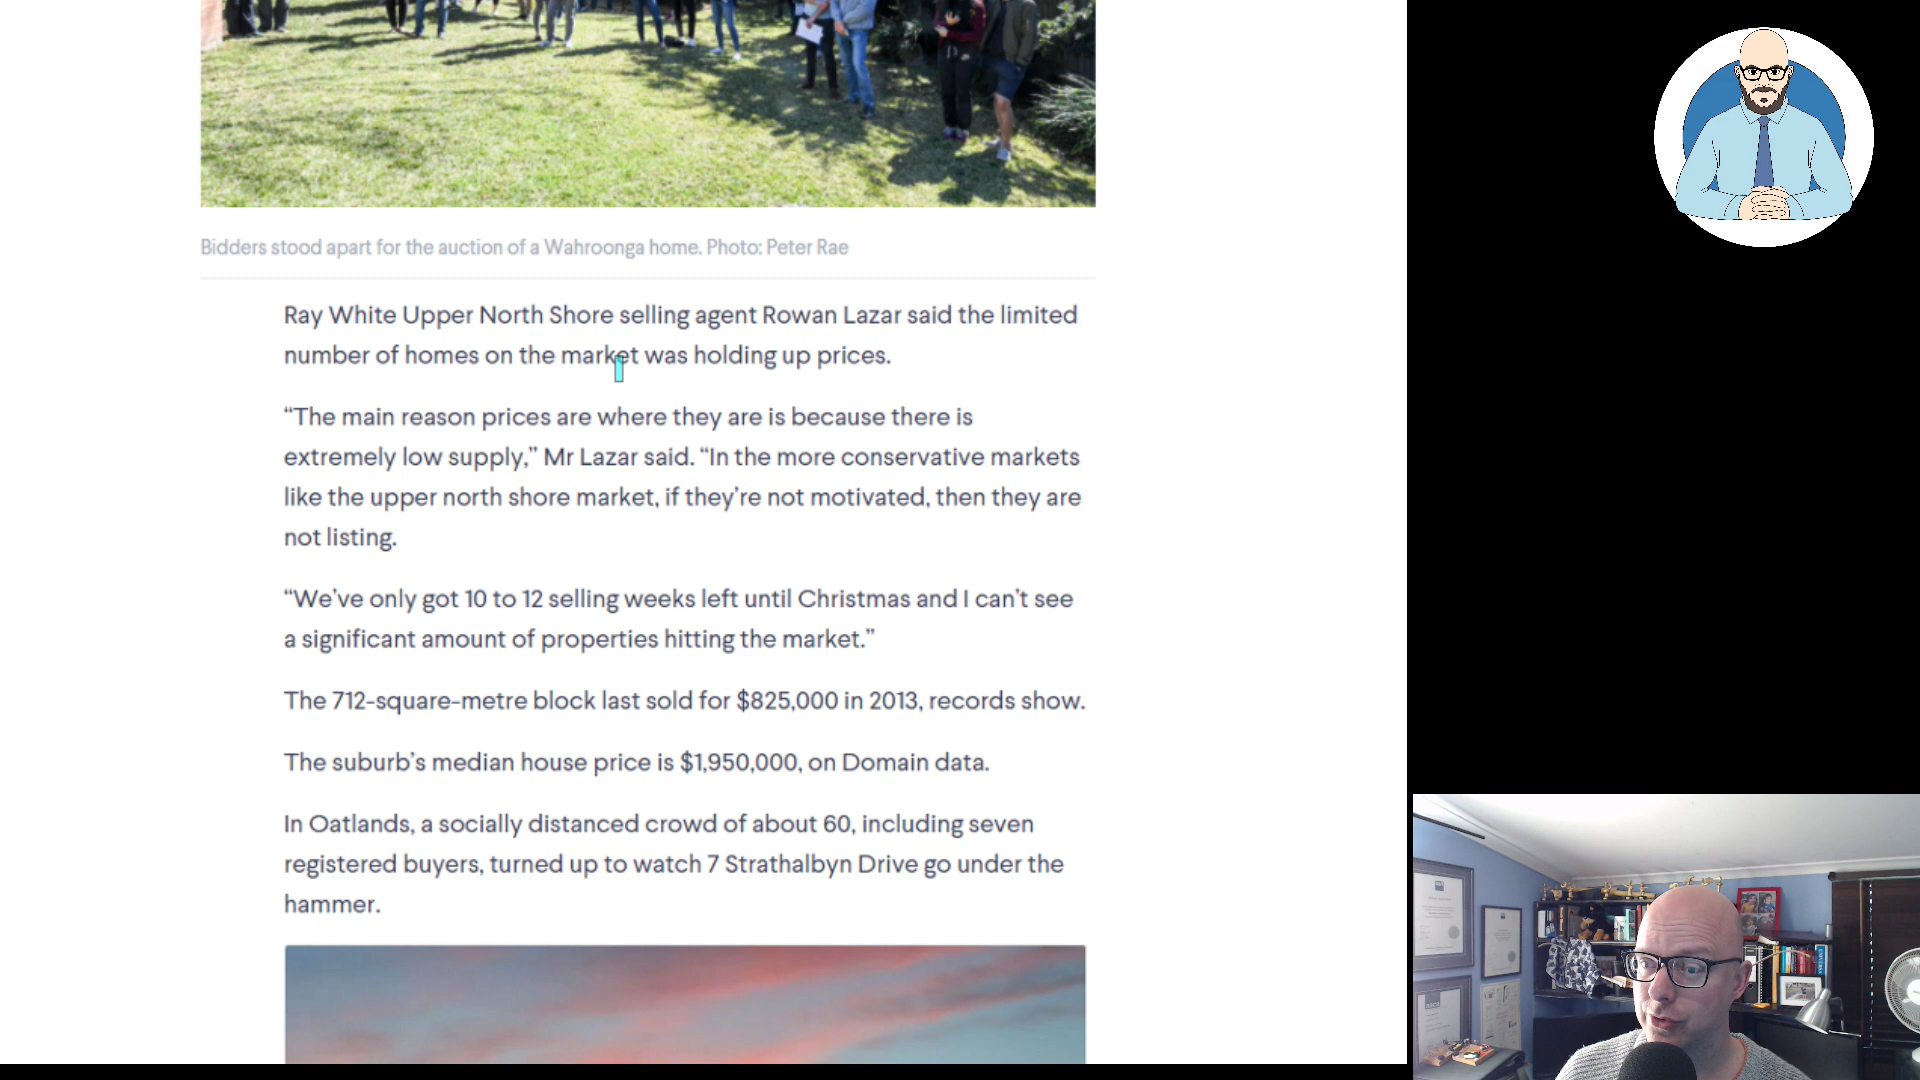 Bidders stood apart for the auction of a Wahroonga home. Photo: Peter Rae
Ray White Upper North Shore selling agent Rowan Lazar said the limited
number of homes on the market was holding up prices.
“The main reason prices are where they are is because there is
extremely low supply,” Mr Lazar said. “In the more conservative markets
like the upper north shore market, if they’re not motivated, then they are
not listing.
“We’ve only got 10 to 12 selling weeks left until Christmas and I can’t see
a significant amount of properties hitting the market.”
The 712-square-metre block last sold for $825,000 in 2013, records show.
The suburb’s median house price is $1,950,000, on Domain data.
In Oatlands, a socially distanced crowd of about 60, including seven
registered buyers, turned up to watch 7 Strathalbyn Drive go under the
hammer.